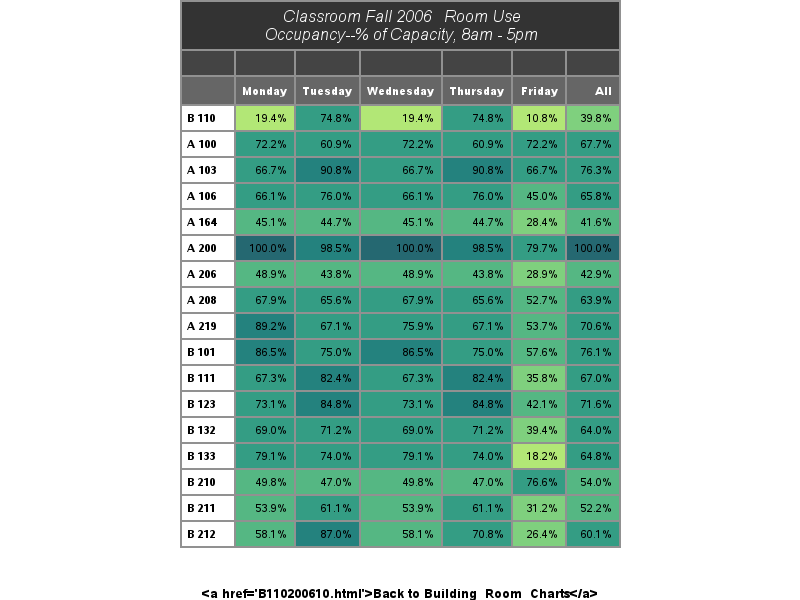 Classroom Fall 2006 Room Use
Occupancy--% of Capacity, 8am - 5pm
Monday Tuesday Wednesday Thursday Friday All
B 110 19.4% 74.8% 19.4% 74.8% 10.8% 39.8%
A 100 72.2% 60.9% 72.2% 60.9% 72.2% 67.7%
A 103 66.7% 90.8% 66.7% 90.8% 66.7% 76.3%
A 106 66.1% 76.0% 66.1% 76.0% 45.0% 65.8%
A 164 45.1% 44.7% 45.1% 44.7% 28.4% 41.6%
A 200 100.0% 98.5% 100.0% 98.5% 79.7% 100.0%
A 206 48.9% 43.8% 48.9% 43.8% 28.9% 42.9%
A 208 67.9% 65.6% 67.9% 65.6% 52.7% 63.9%
A 219 89.2% 67.1% 75.9% 67.1% 53.7% 70.6%
B 101 86.5% 75.0% 86.5% 75.0% 57.6% 76.1%
B 111 67.3% 82.4% 67.3% 82.4% 35.8% 67.0%
B 123 73.1% 84.8% 73.1% 84.8% 42.1% 71.6%
B 132 69.0% 71.2% 69.0% 71.2% 39.4% 64.0%
B 133 79.1% 74.0% 79.1% 74.0% 18.2% 64.8%
B 210 49.8% 47.0% 49.8% 47.0% 76.6% 54.0%
B 211 53.9% 61.1% 53.9% 61.1% 31.2% 52.2%
B 212 58.1% 87.0% 58.1% 70.8% 26.4% 60.1%
<a href='B110200610.html'>Back to Building Room Charts</a>